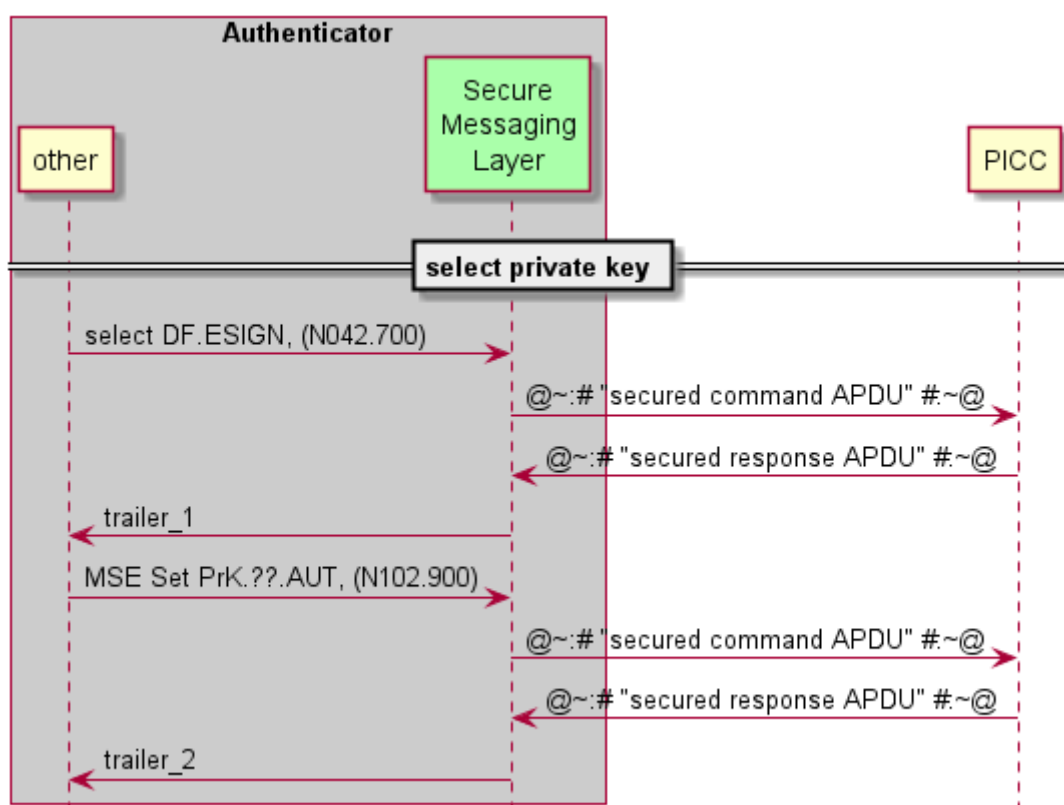 Authenticator
Secure
Messaging
Layer
other
PICC
select private key
select DF.ESIGN, (N042.700)
@~:# "secured command APDU" #:~@
@~:# "secured response APDU" #:~@
trailer_1
MSE Set PrK.??.AUT, (N102.900)
@~:# "secured command APDU" #:~@
@~:# "secured response APDU" #:~@
trailer_2